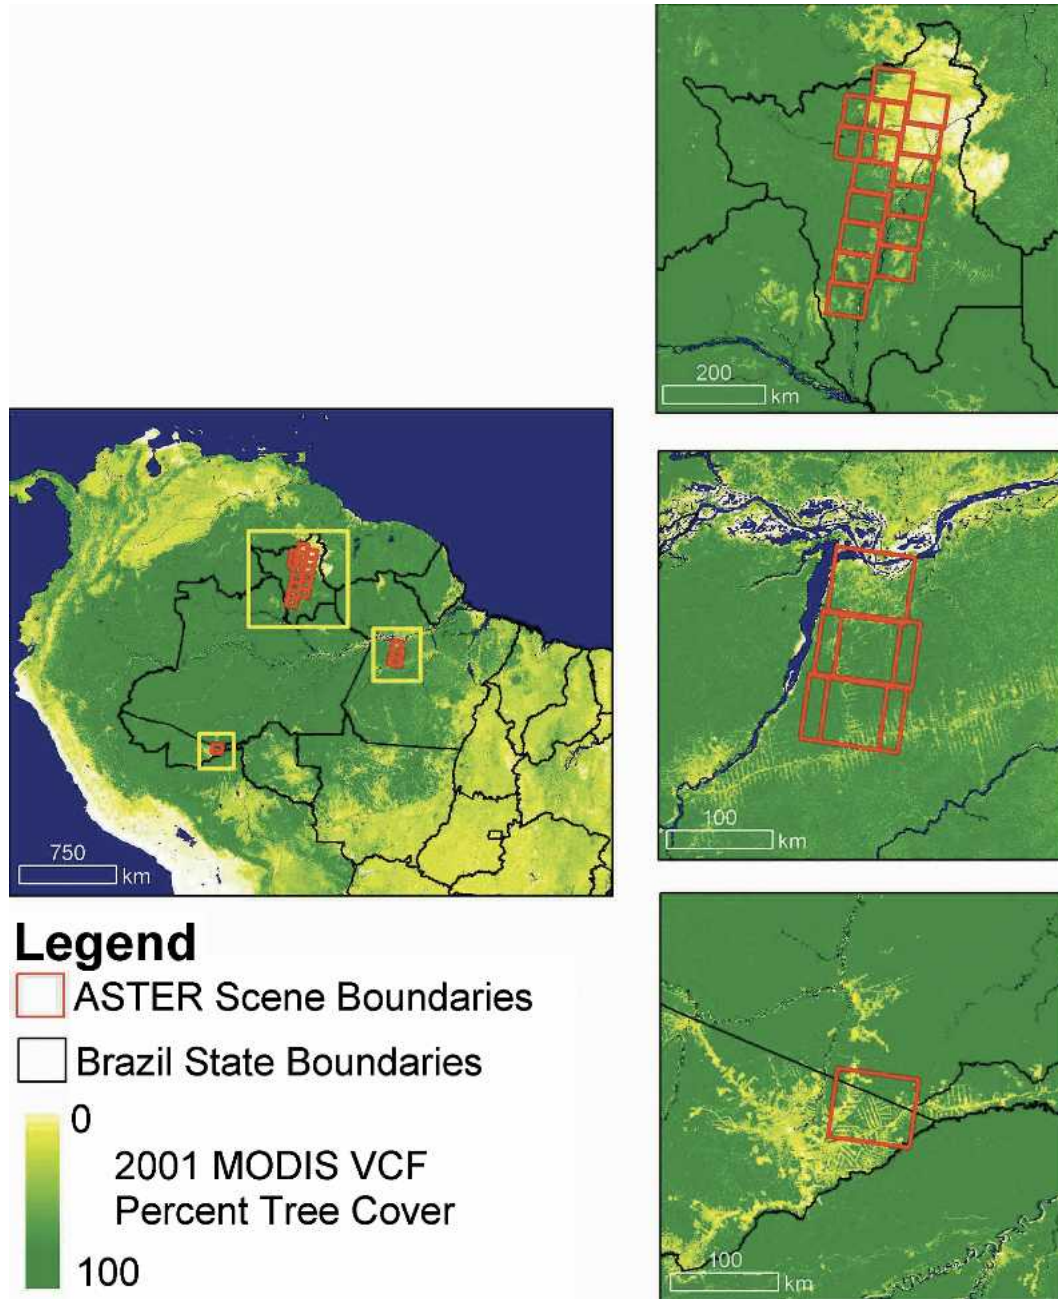 200
km
100
km
750
km
100
km
Legend
ASTER Scene Boundaries
Brazil State Boundaries
0
2001 MODIS VCF
Percent Tree Cover
100